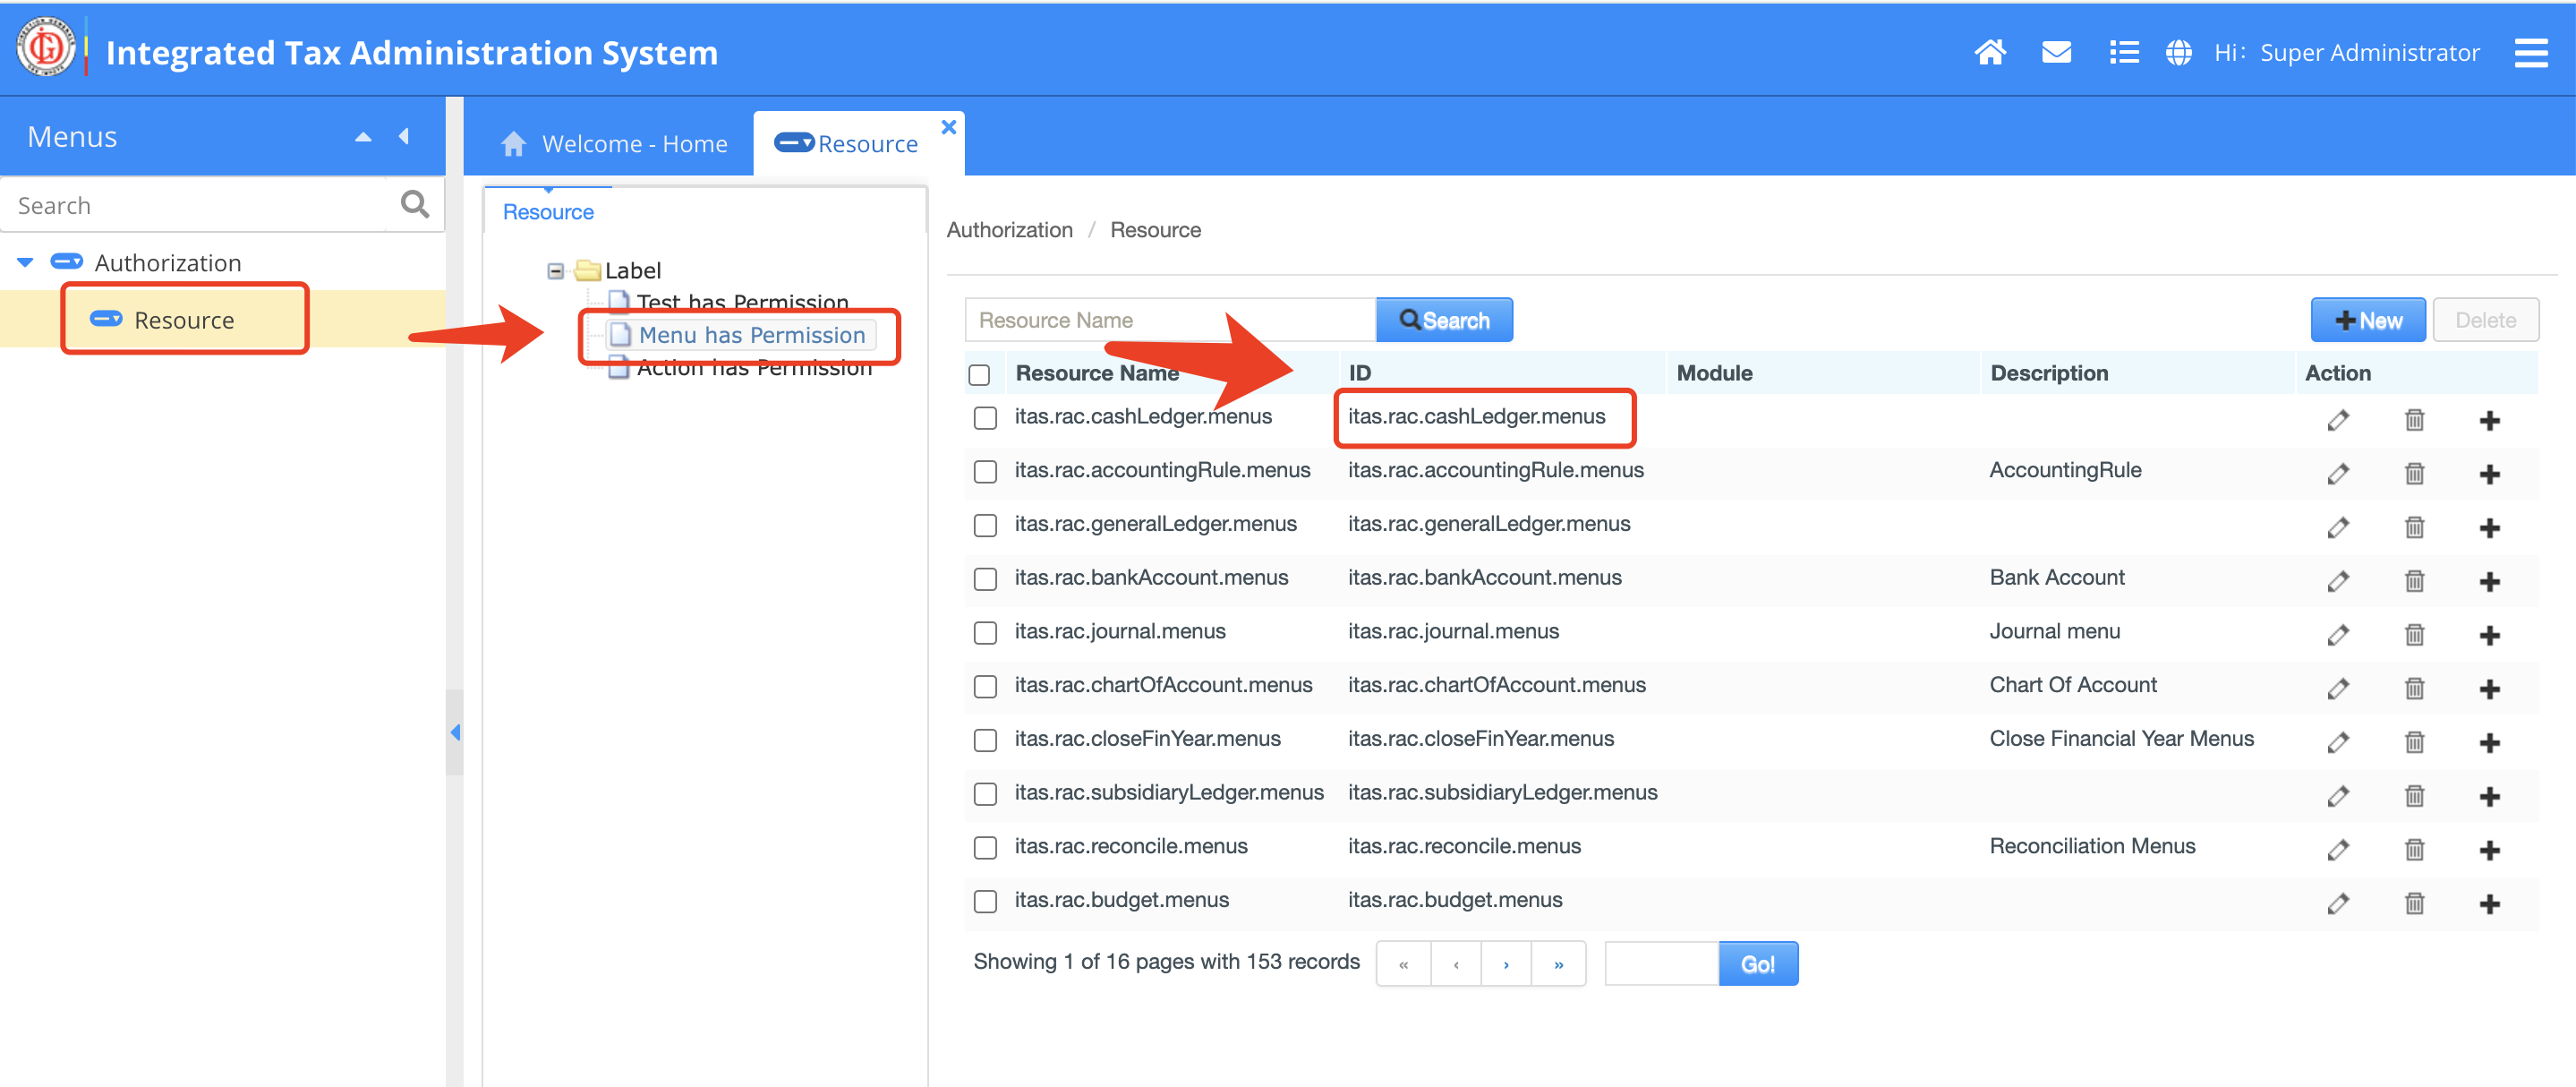 Integrated Tax Administration System
Hi: Super Administrator
Menus
Welcome - Home
Resource
Search
Authorization
Resource
Resource
Label
Test has Permission
Menu has Permission
Action has Permission
Authorization / Resource
Resource Name
Search
New
Delete
Resource Name ID Module Description Action
itas.rac.cashLedger.menus itas.rac.cashLedger.menus
itas.rac.accountingRule.menus itas.rac.accountingRule.menus AccountingRule
itas.rac.generalLedger.menus itas.rac.generalLedger.menus
itas.rac.bankAccount.menus itas.rac.bankAccount.menus Bank Account
itas.rac.journal.menus itas.rac.journal.menus Journal menu
itas.rac.chartOfAccount.menus itas.rac.chartOfAccount.menus Chart Of Account
itas.rac.closeFinYear.menus itas.rac.closeFinYear.menus Close Financial Year Menus
itas.rac.subsidiaryLedger.menus itas.rac.subsidiaryLedger.menus
itas.rac.reconcile.menus itas.rac.reconcile.menus Reconciliation Menus
itas.rac.budget.menus itas.rac.budget.menus
Showing 1 of 16 pages with 153 records « ‹ › » Go!